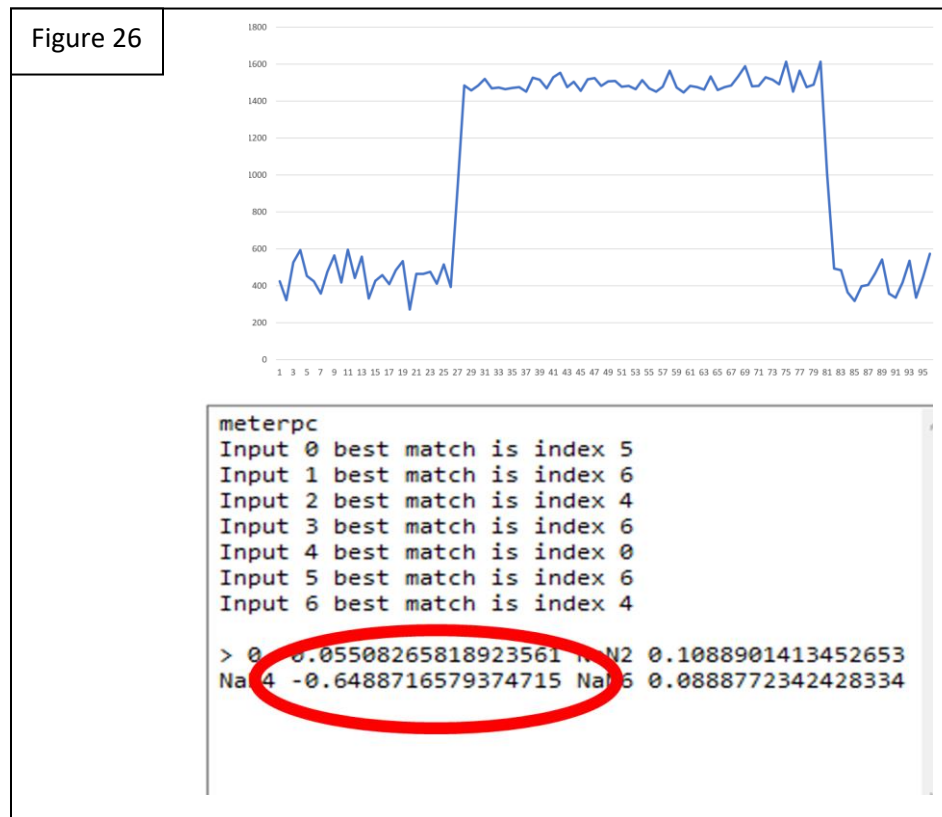 Figure 26
1800
1600
1400
1200
1000
800
600
400
200
0
1 3 5 7 9 11 13 15 17 19 21 23 25 27 29 31 33 35 37 39 41 43 45 47 49 51 53 55 57 59 61 63 65 67 69 71 73 75 77 79 81 83 85 87 89 91 93 95
meterpc
Input 0 best match is index 5
Input 1 best match is index 6
Input 2 best match is index 4
Input 3 best match is index 6
Input 4 best match is index 0
Input 5 best match is index 6
Input 6 best match is index 4
> 0 0.05508265818923561 NaN2 0.1088901413452653
NaN4 -0.6488716579374715 NaN6 0.0888772342428334